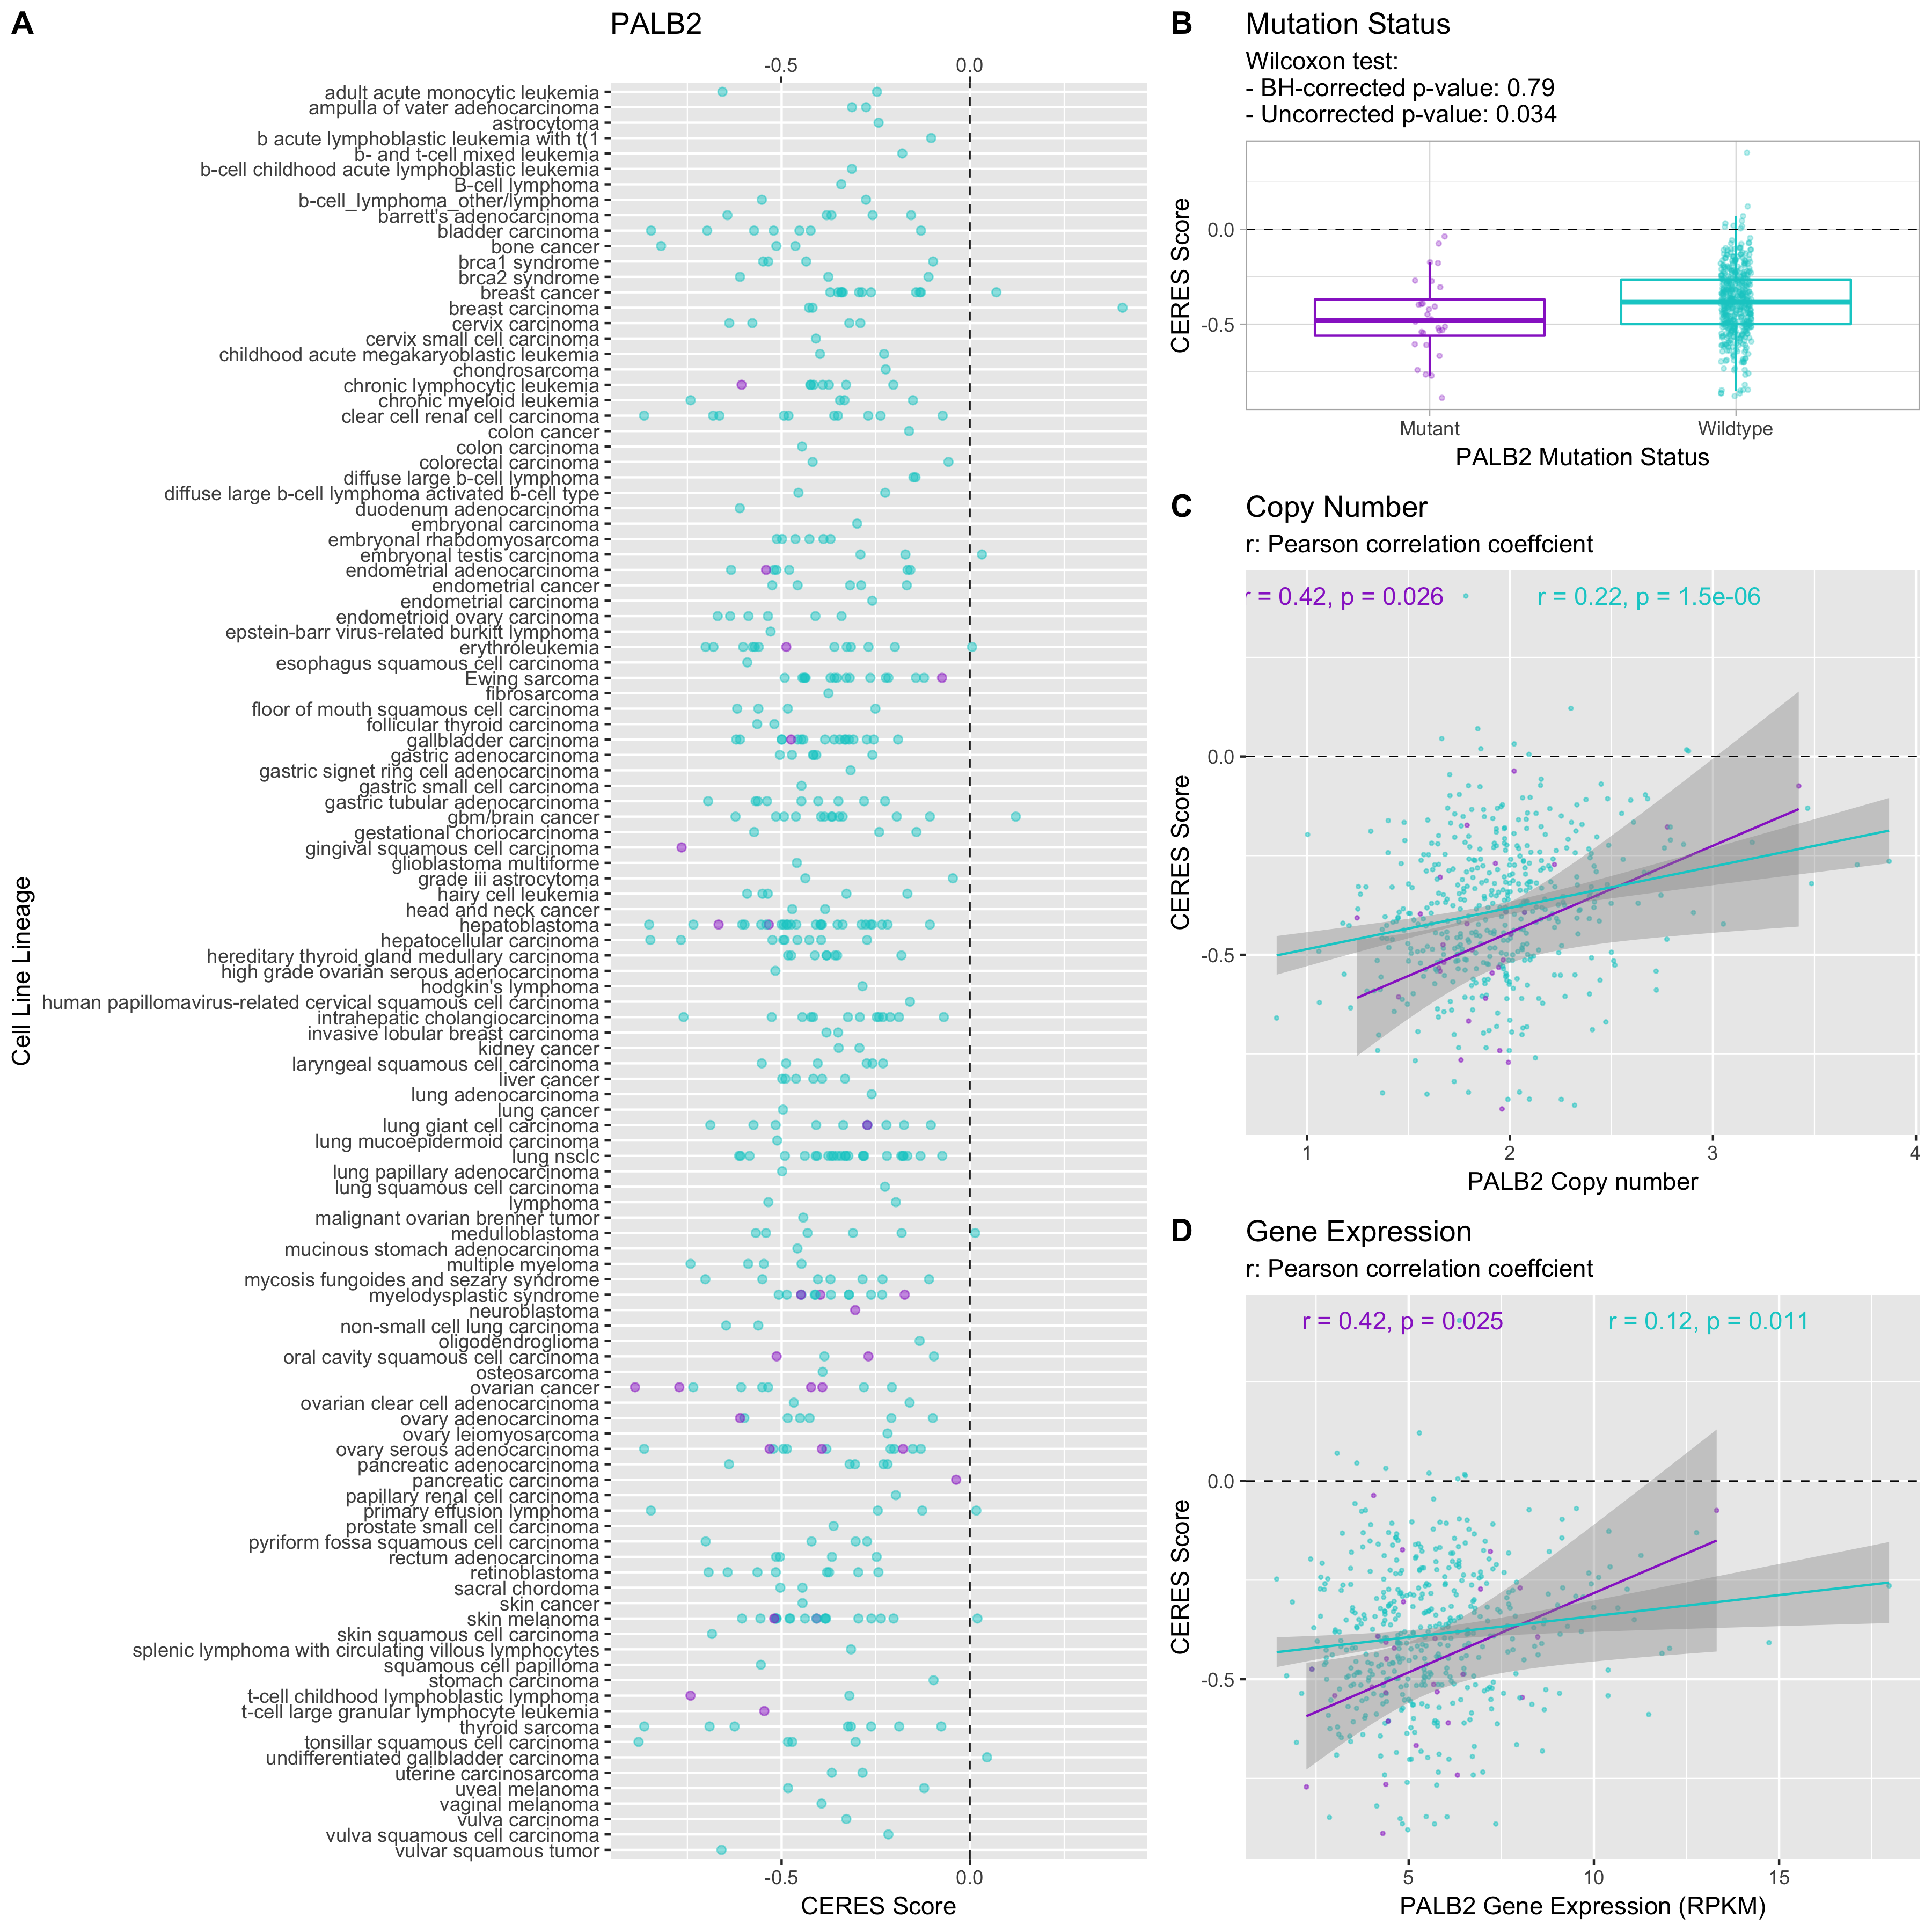 A
PALB2
-0.5
0.0
adult acute monocytic leukemia
ampulla of vater adenocarcinoma
astrocytoma
b acute lymphoblastic leukemia with t(1
b- and t-cell mixed leukemia
b-cell childhood acute lymphoblastic leukemia
B-cell lymphoma
b-cell_lymphoma_other/lymphoma
barrett's adenocarcinoma
bladder carcinoma
bone cancer
brca1 syndrome
brca2 syndrome
breast cancer
breast carcinoma
cervix carcinoma
cervix small cell carcinoma
childhood acute megakaryoblastic leukemia
chondrosarcoma
chronic lymphocytic leukemia
chronic myeloid leukemia
clear cell renal cell carcinoma
colon cancer
colon carcinoma
colorectal carcinoma
diffuse large b-cell lymphoma
diffuse large b-cell lymphoma activated b-cell type
duodenum adenocarcinoma
embryonal carcinoma
embryonal rhabdomyosarcoma
embryonal testis carcinoma
endometrial adenocarcinoma
endometrial cancer
endometrial carcinoma
endometrioid ovary carcinoma
epstein-barr virus-related burkitt lymphoma
erythroleukemia
esophagus squamous cell carcinoma
Ewing sarcoma
fibrosarcoma
floor of mouth squamous cell carcinoma
follicular thyroid carcinoma
gallbladder carcinoma
gastric adenocarcinoma
gastric signet ring cell adenocarcinoma
gastric small cell carcinoma
gastric tubular adenocarcinoma
gbm/brain cancer
gestational choriocarcinoma
gingival squamous cell carcinoma
glioblastoma multiforme
grade iii astrocytoma
hairy cell leukemia
head and neck cancer
hepatoblastoma
hepatocellular carcinoma
hereditary thyroid gland medullary carcinoma
high grade ovarian serous adenocarcinoma
hodgkin's lymphoma
human papillomavirus-related cervical squamous cell carcinoma
intrahepatic cholangiocarcinoma
invasive lobular breast carcinoma
kidney cancer
laryngeal squamous cell carcinoma
liver cancer
lung adenocarcinoma
lung cancer
lung giant cell carcinoma
lung mucoepidermoid carcinoma
lung nsclc
lung papillary adenocarcinoma
lung squamous cell carcinoma
lymphoma
malignant ovarian brenner tumor
medulloblastoma
mucinous stomach adenocarcinoma
multiple myeloma
mycosis fungoides and sezary syndrome
myelodysplastic syndrome
neuroblastoma
non-small cell lung carcinoma
oligodendroglioma
oral cavity squamous cell carcinoma
osteosarcoma
ovarian cancer
ovarian clear cell adenocarcinoma
ovary adenocarcinoma
ovary leiomyosarcoma
ovary serous adenocarcinoma
pancreatic adenocarcinoma
pancreatic carcinoma
papillary renal cell carcinoma
primary effusion lymphoma
prostate small cell carcinoma
pyriform fossa squamous cell carcinoma
rectum adenocarcinoma
retinoblastoma
sacral chordoma
skin cancer
skin melanoma
skin squamous cell carcinoma
splenic lymphoma with circulating villous lymphocytes
squamous cell papilloma
stomach carcinoma
t-cell childhood lymphoblastic lymphoma
t-cell large granular lymphocyte leukemia
thyroid sarcoma
tonsillar squamous cell carcinoma
undifferentiated gallbladder carcinoma
uterine carcinosarcoma
uveal melanoma
vaginal melanoma
vulva carcinoma
vulva squamous cell carcinoma
vulvar squamous tumor
-0.5
0.0
CERES Score
Cell Line Lineage
B
Mutation Status
Wilcoxon test:
- BH-corrected p-value: 0.79
- Uncorrected p-value: 0.034
0.0
-0.5
CERES Score
Mutant
Wildtype
PALB2 Mutation Status
C
Copy Number
r: Pearson correlation coeffcient
r = 0.42, p = 0.026
r = 0.22, p = 1.5e-06
0.0
-0.5
CERES Score
1
2
3
4
PALB2 Copy number
D
Gene Expression
r: Pearson correlation coeffcient
r = 0.42, p = 0.025
r = 0.12, p = 0.011
0.0
-0.5
CERES Score
5
10
15
PALB2 Gene Expression (RPKM)